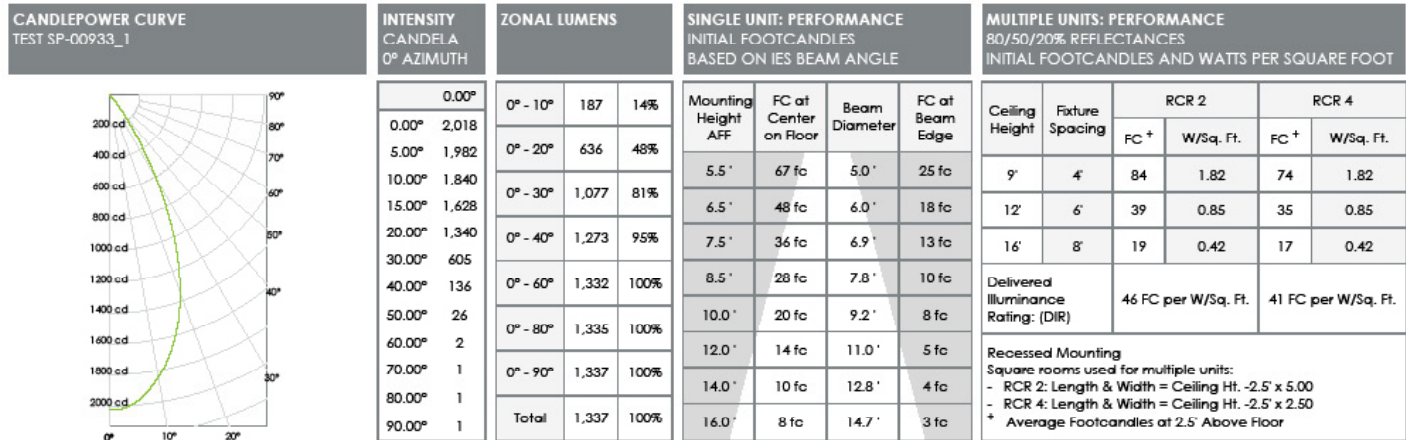 CANDLEPOWER CURVE
TEST SP-00933_1
200 cd
400 cd
600 cd
800 cd
1000 cd
1200 cd
1400 cd
1600 cd
1800 cd
2000 cd
0° 10° 20°
90°
80°
70°
60°
50°
40°
30°
INTENSITY
CANDELA
0° AZIMUTH
0.00°
0.00° 2,018
5.00° 1,982
10.00° 1.840
15.00° 1,628
20.00° 1,340
30.00° 605
40.00° 136
50.00° 26
60.00° 2
70.00° 1
80.00° 1
90.00° 1
ZONAL LUMENS
0° - 10° 187 14%
0° - 20° 636 48%
0° - 30° 1,077 81%
0° - 40° 1,273 95%
0° - 60° 1,332 100%
0° - 80° 1,335 100%
0° - 90° 1,337 100%
Total 1,337 100%
SINGLE UNIT: PERFORMANCE
INITIAL FOOTCANDLES
BASED ON IES BEAM ANGLE
Mounting Height AFF FC at Center on Floor Beam Diameter FC at Beam Edge
5.5 ' 67 fc 5.0 ' 25 fc
6.5 ' 48 fc 6.0 ' 18 fc
7.5 ' 36 fc 6.9 ' 13 fc
8.5 ' 28 fc 7.8 ' 10 fc
10.0 ' 20 fc 9.2 ' 8 fc
12.0 ' 14 fc 11.0 ' 5 fc
14.0 ' 10 fc 12.8 ' 4 fc
16.0 ' 8 fc 14.7 ' 3 fc
MULTIPLE UNITS: PERFORMANCE
80/50/20% REFLECTANCES
INITIAL FOOTCANDLES AND WATTS PER SQUARE FOOT
Ceiling Height Fixture Spacing RCR 2 RCR 4
FC + W/Sq. Ft. FC + W/Sq. Ft.
9' 4' 84 1.82 74 1.82
12' 6' 39 0.85 35 0.85
16' 8' 19 0.42 17 0.42
Delivered
Illuminance
Rating: (DIR)
46 FC per W/Sq. Ft. 41 FC per W/Sq. Ft.
Recessed Mounting
Square rooms used for multiple units:
- RCR 2: Length & Width = Ceiling Ht. -2.5' x 5.00
- RCR 4: Length & Width = Ceiling Ht. -2.5' x 2.50
+ Average Footcandles at 2.5' Above Floor